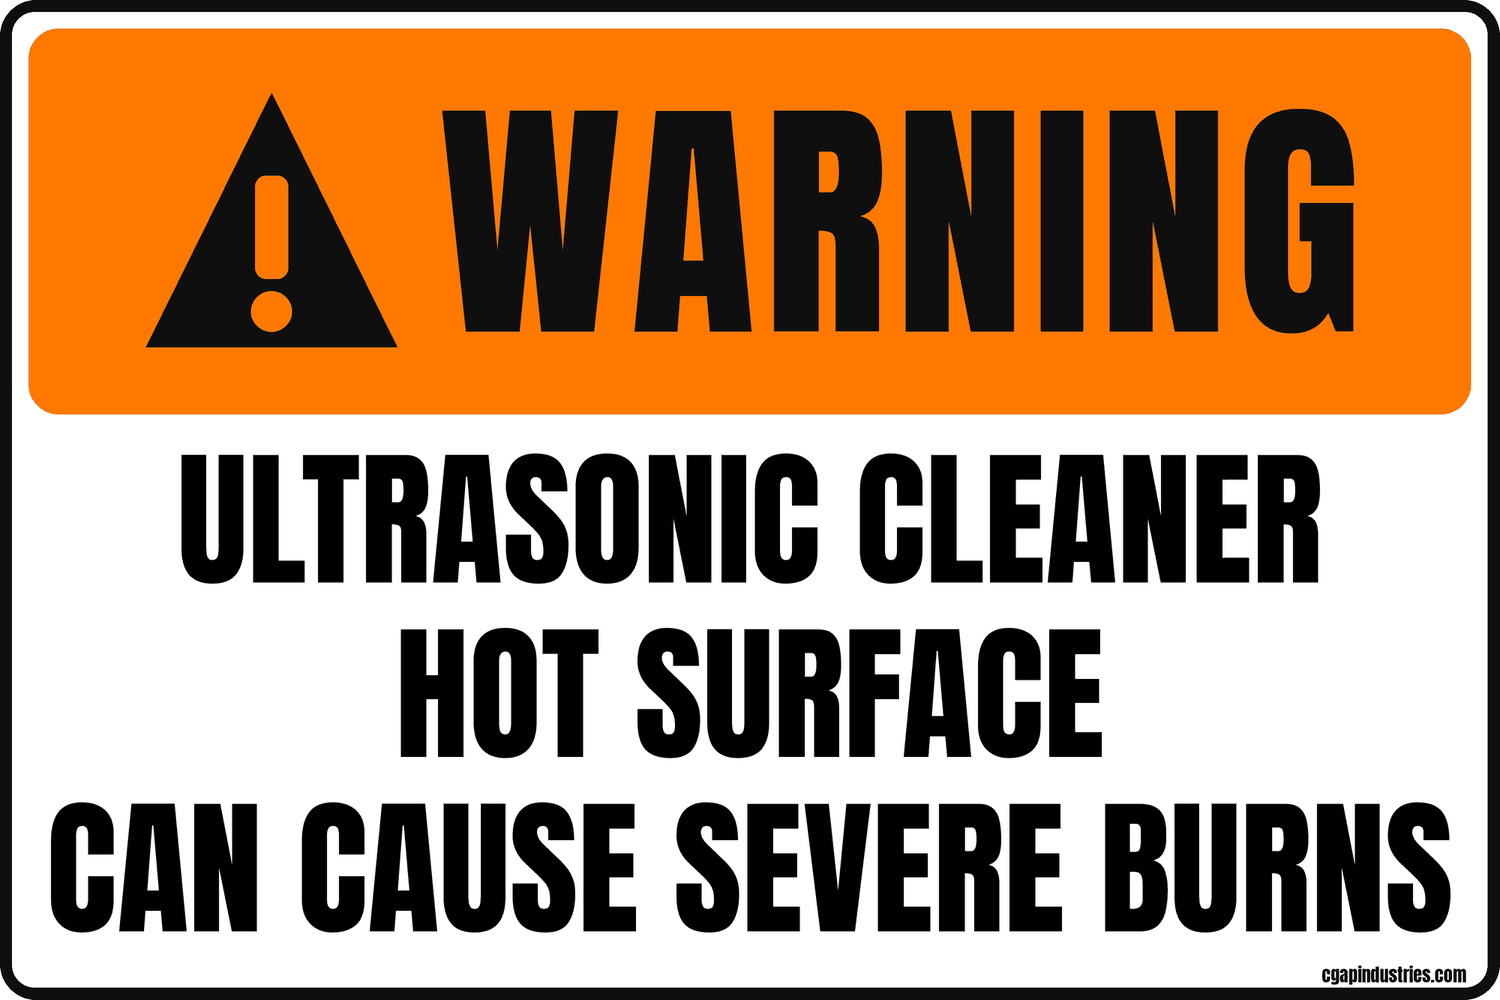 WARNING
ULTRASONIC CLEANER
HOT SURFACE
CAN CAUSE SEVERE BURNS
cgapindustries.com